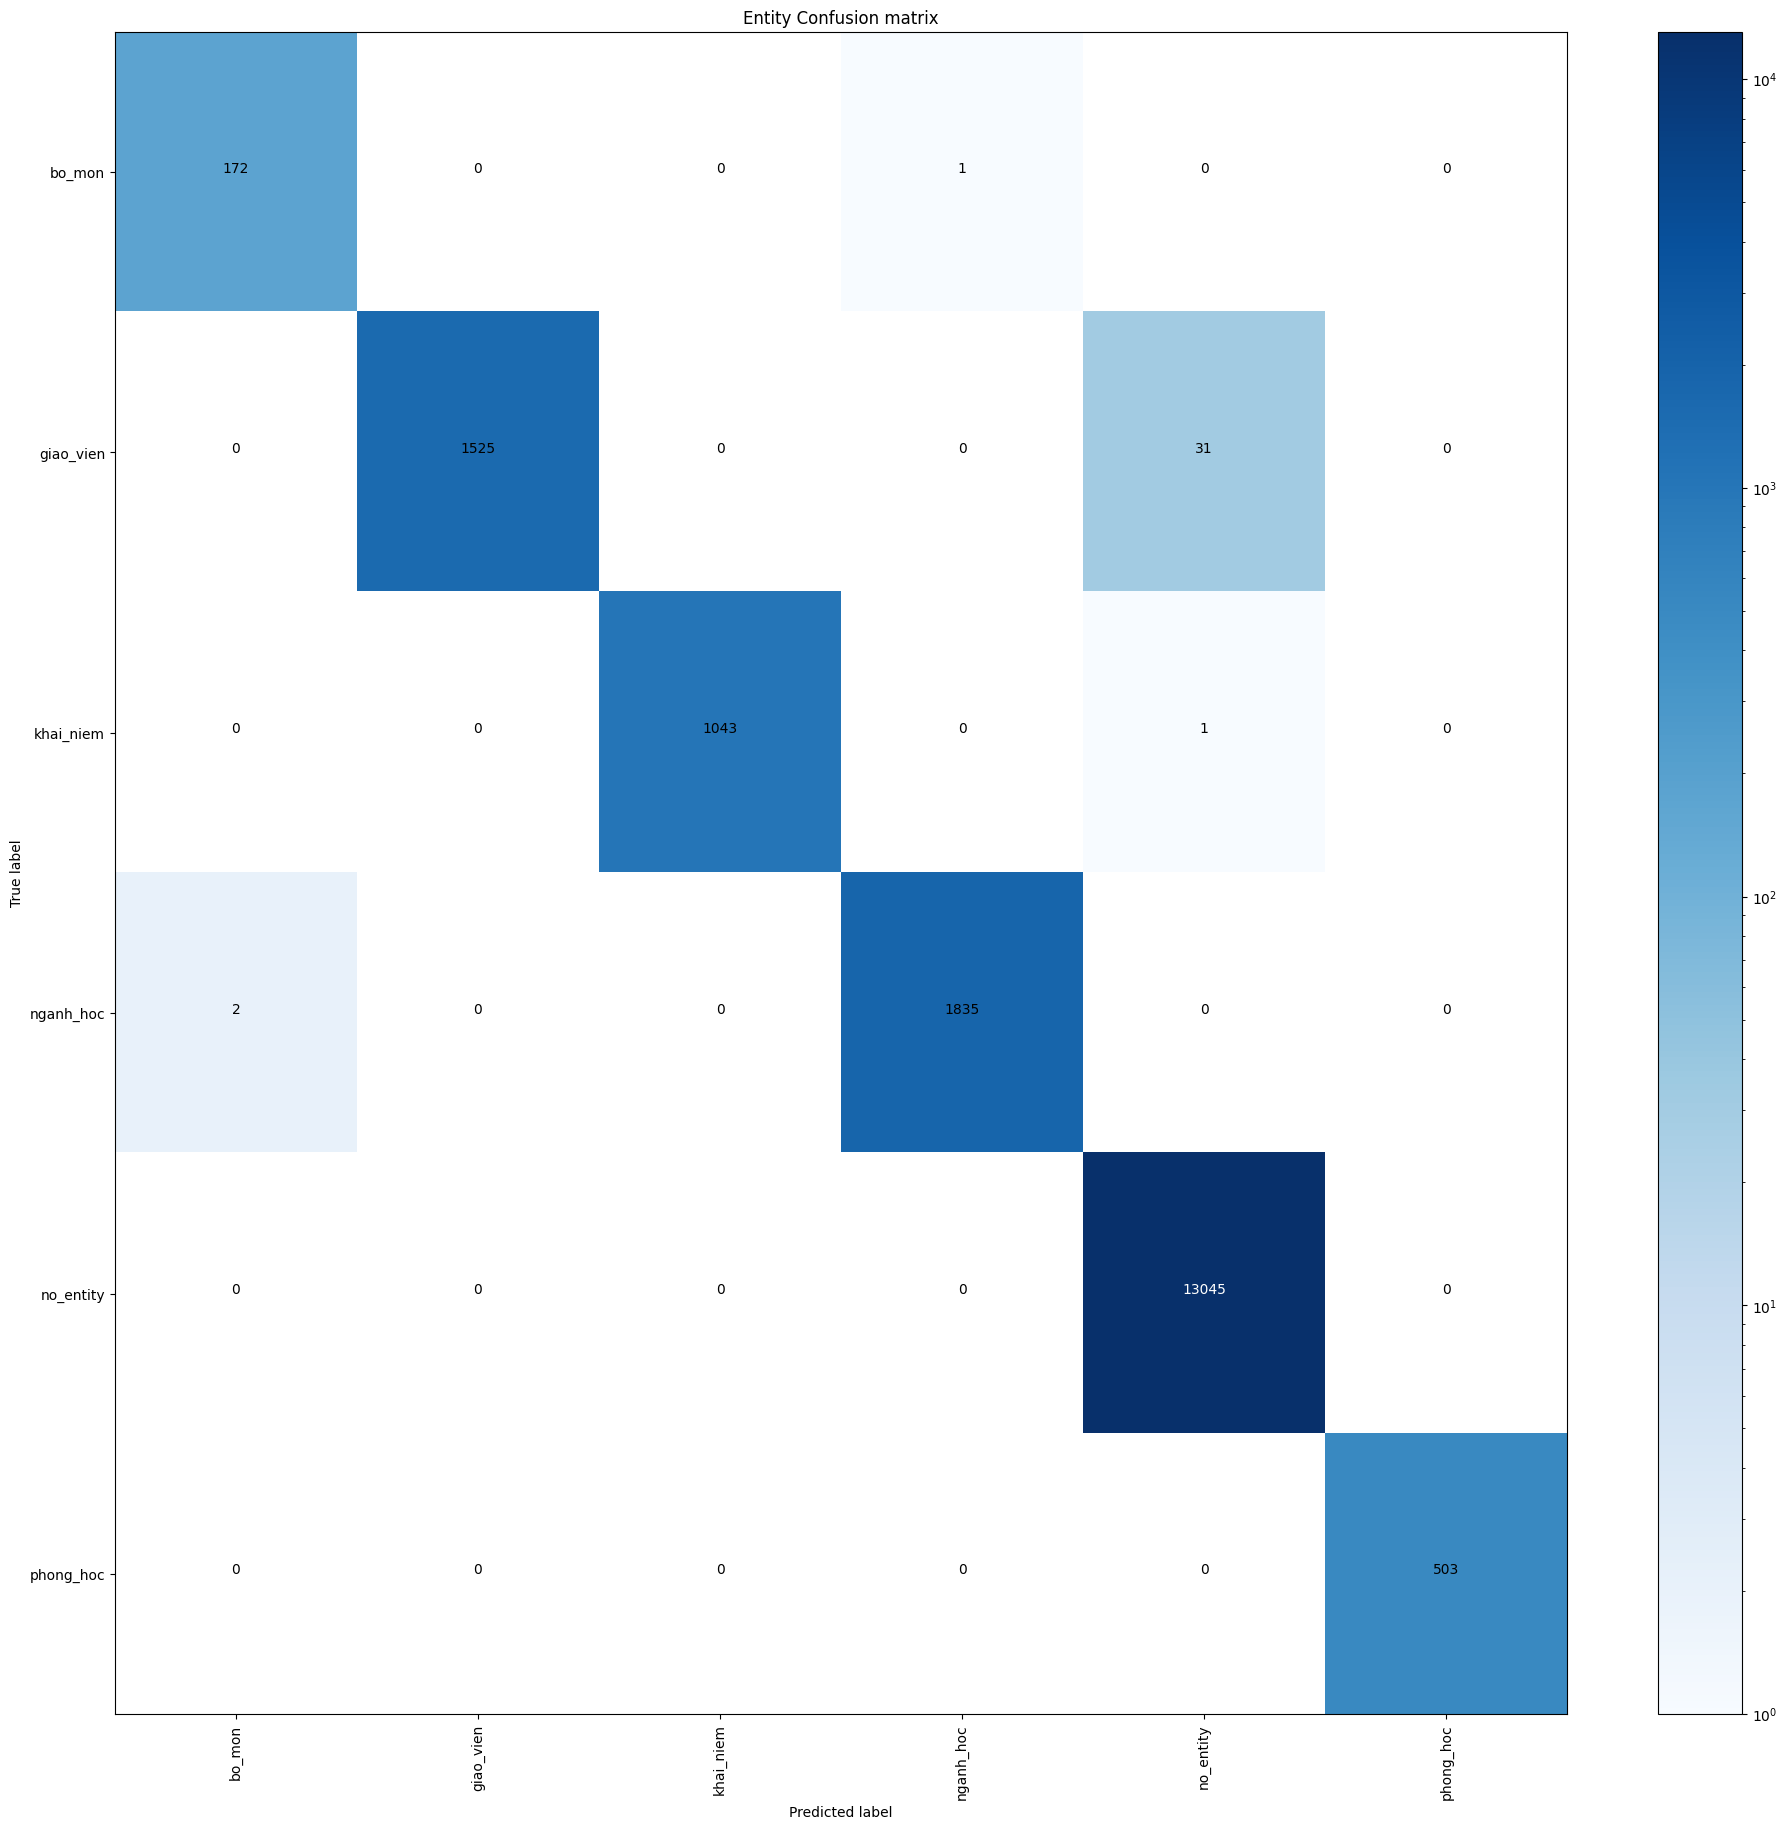 Entity Confusion matrix
bo_mon 172 0 0 1 0 0
giao_vien 0 1525 0 0 31 0
khai_niem 0 0 1043 0 1 0
nganh_hoc 2 0 0 1835 0 0
no_entity 0 0 0 0 13045 0
phong_hoc 0 0 0 0 0 503
True label
bo_mon giao_vien khai_niem nganh_hoc no_entity phong_hoc
Predicted label
10⁴
10³
10²
10¹
10⁰